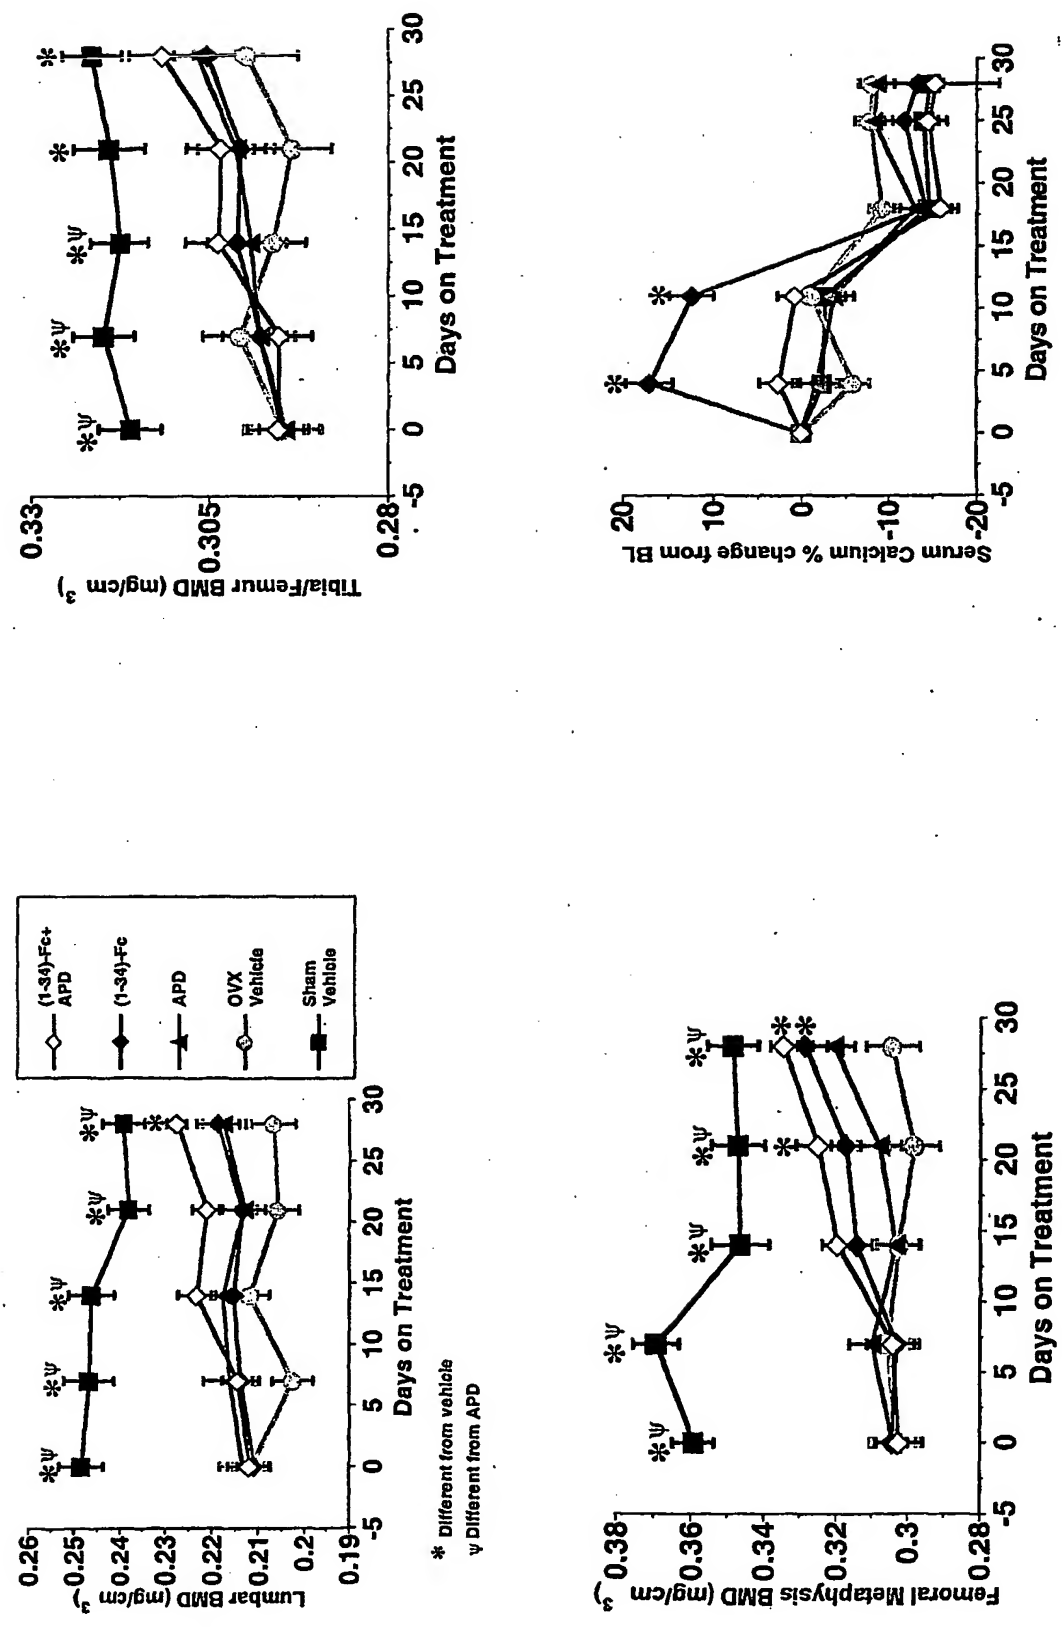 Lumbar BMD (mg/cm³)
0.26
0.25
0.24
0.23
0.22
0.21
0.20
0.19
-5 0 5 10 15 20 25 30
Days on Treatment
*ψ *ψ *ψ *ψ *ψ
*
(1-34)-Fc+
APD
(1-34)-Fc
APD
OVX
Vehicle
Sham
Vehicle
Tibia/Femur BMD (mg/cm³)
0.33
0.305
0.28
-5 0 5 10 15 20 25 30
Days on Treatment
*ψ *ψ *ψ * *
* Different from vehicle
ψ Different from APD
Femoral Metaphysis BMD (mg/cm³)
0.38
0.36
0.34
0.32
0.3
0.28
-5 0 5 10 15 20 25 30
Days on Treatment
*ψ *ψ *ψ *ψ *ψ
* *
*
Serum Calcium % change from BL
20
10
0
-10
-20
-5 0 5 10 15 20 25 30
Days on Treatment
* *